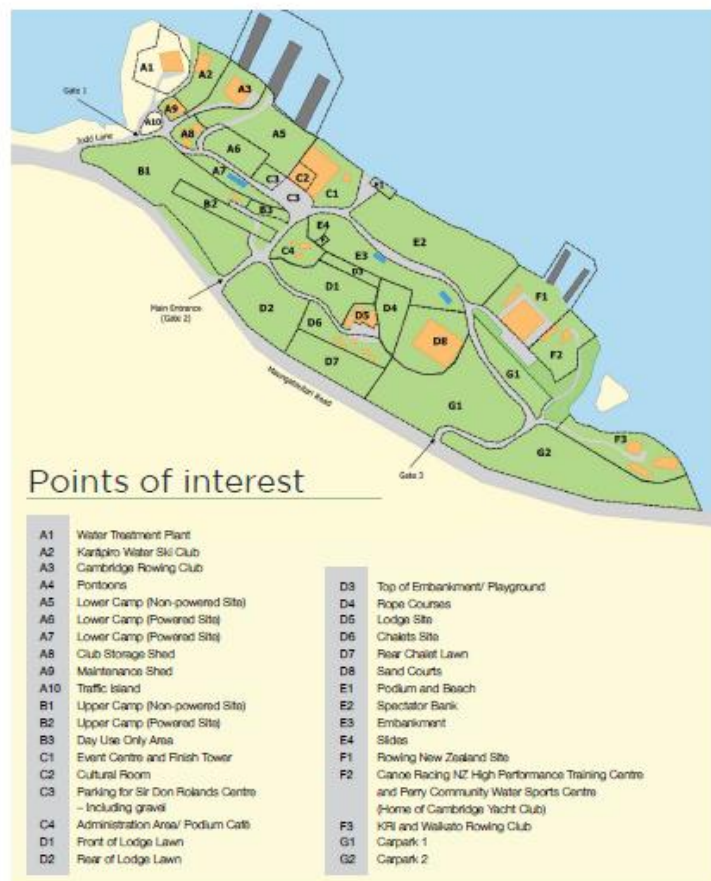 A1
A2
Gate 1
A3
A9
A10
Todd Lane
A8
A5
A6
B1
A7
C3
C2
C1
E1
C3
B2
B3
E4
E2
C4
E3
D3
Main Entrance
(Gate 2)
D1
D2
D4
D5
D6
D7
D8
F1
F2
G1
Maungatautari Road
G1
Gate 3
G2
F3
Points of interest
A1 Water Treatment Plant
A2 Karāpiro Water Ski Club
A3 Cambridge Rowing Club
A4 Pontoons
A5 Lower Camp (Non-powered Site)
A6 Lower Camp (Powered Site)
A7 Lower Camp (Powered Site)
A8 Club Storage Shed
A9 Maintenance Shed
A10 Traffic Island
B1 Upper Camp (Non-powered Site)
B2 Upper Camp (Powered Site)
B3 Day Use Only Area
C1 Event Centre and Finish Tower
C2 Cultural Room
C3 Parking for Sir Don Rolands Centre
– Including gravel
C4 Administration Area/ Podium Café
D1 Front of Lodge Lawn
D2 Rear of Lodge Lawn
D3 Top of Embankment/ Playground
D4 Rope Courses
D5 Lodge Site
D6 Chalets Site
D7 Rear Chalet Lawn
D8 Sand Courts
E1 Podium and Beach
E2 Spectator Bank
E3 Embankment
E4 Slides
F1 Rowing New Zealand Site
F2 Canoe Racing NZ High Performance Training Centre
and Perry Community Water Sports Centre
(Home of Cambridge Yacht Club)
F3 KRI and Waikato Rowing Club
G1 Carpark 1
G2 Carpark 2